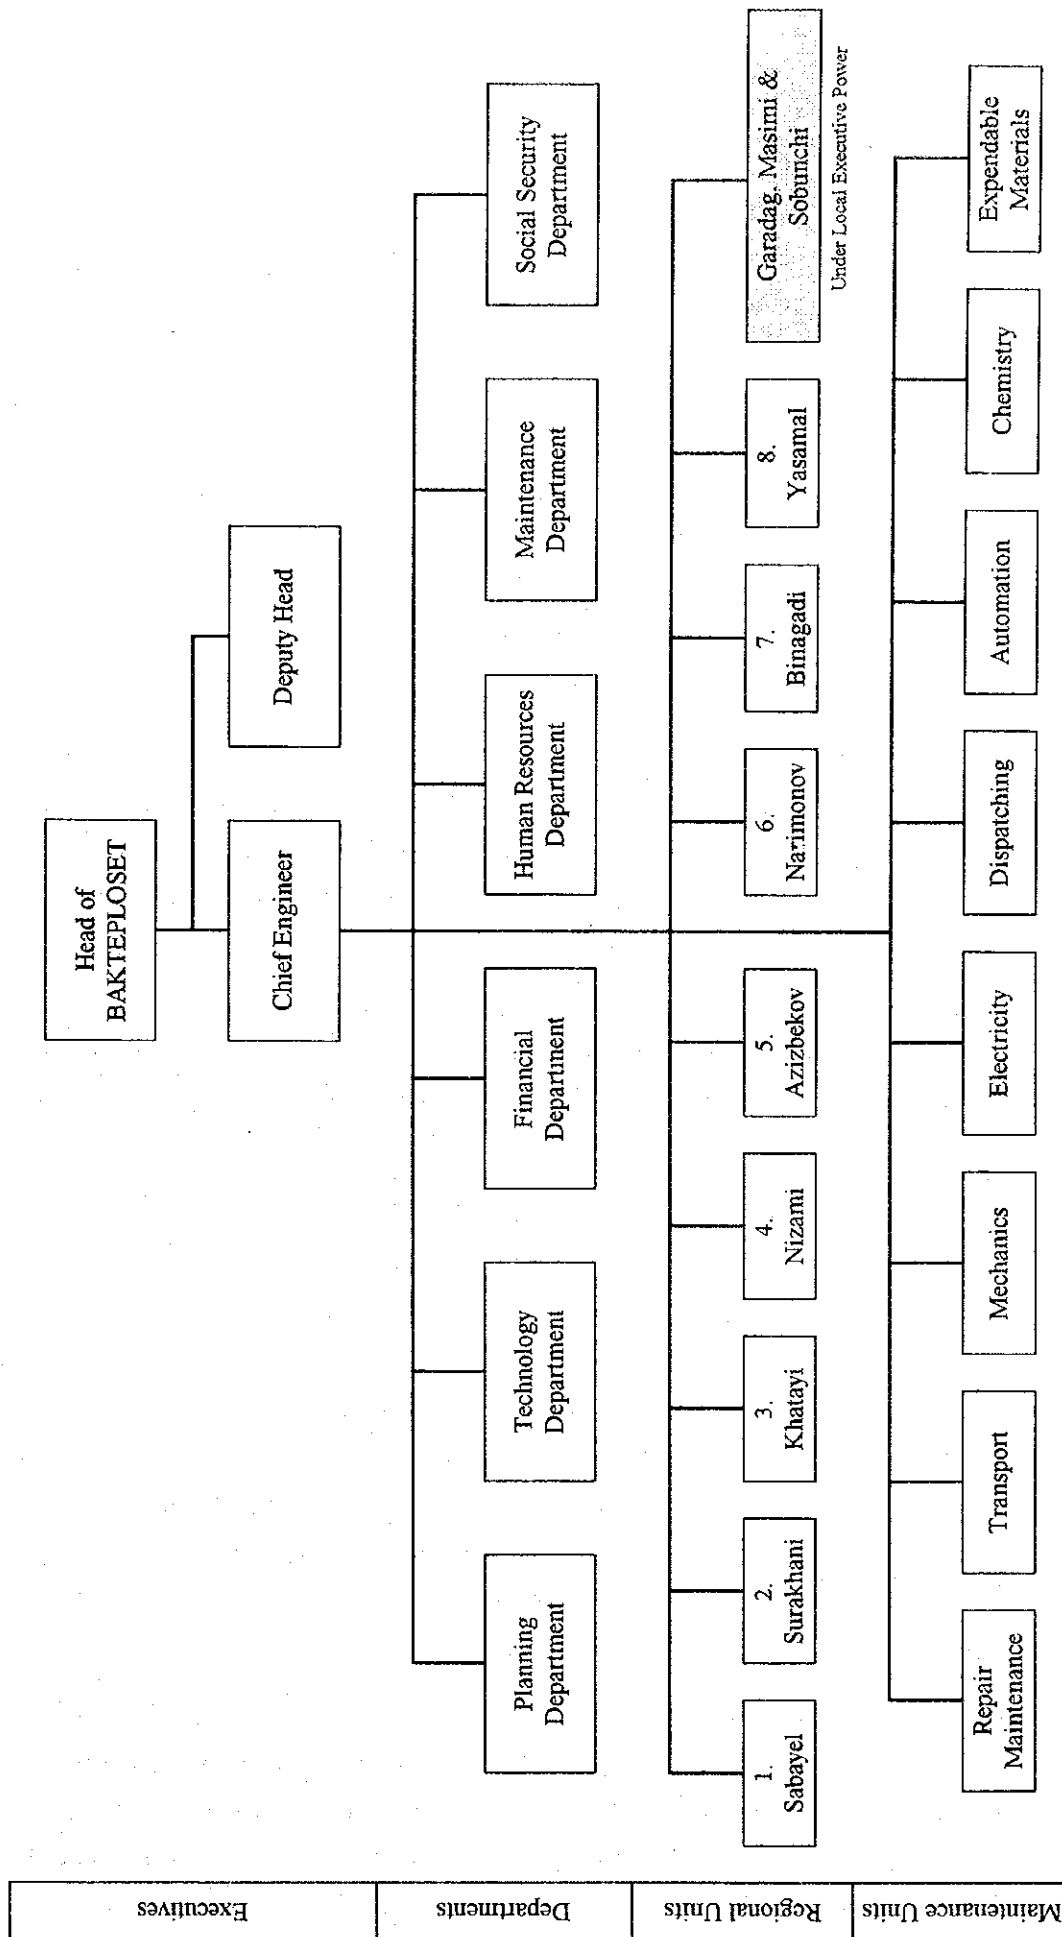 Executives
Head of
BAKTEPLOSET
Chief Engineer
Deputy Head
Departments
Planning
Department
Technology
Department
Financial
Department
Human Resources
Department
Maintenance
Department
Social Security
Department
Regional Units
1.
Sabayel
2.
Surakhani
3.
Khatayi
4.
Nizami
5.
Azizbekov
6.
Narimonov
7.
Binagadi
8.
Yasamal
Garadag, Masimi &
Sobunchi
Under Local Executive Power
Maintenance Units
Repair
Maintenance
Transport
Mechanics
Electricity
Dispatching
Automation
Chemistry
Expendable
Materials